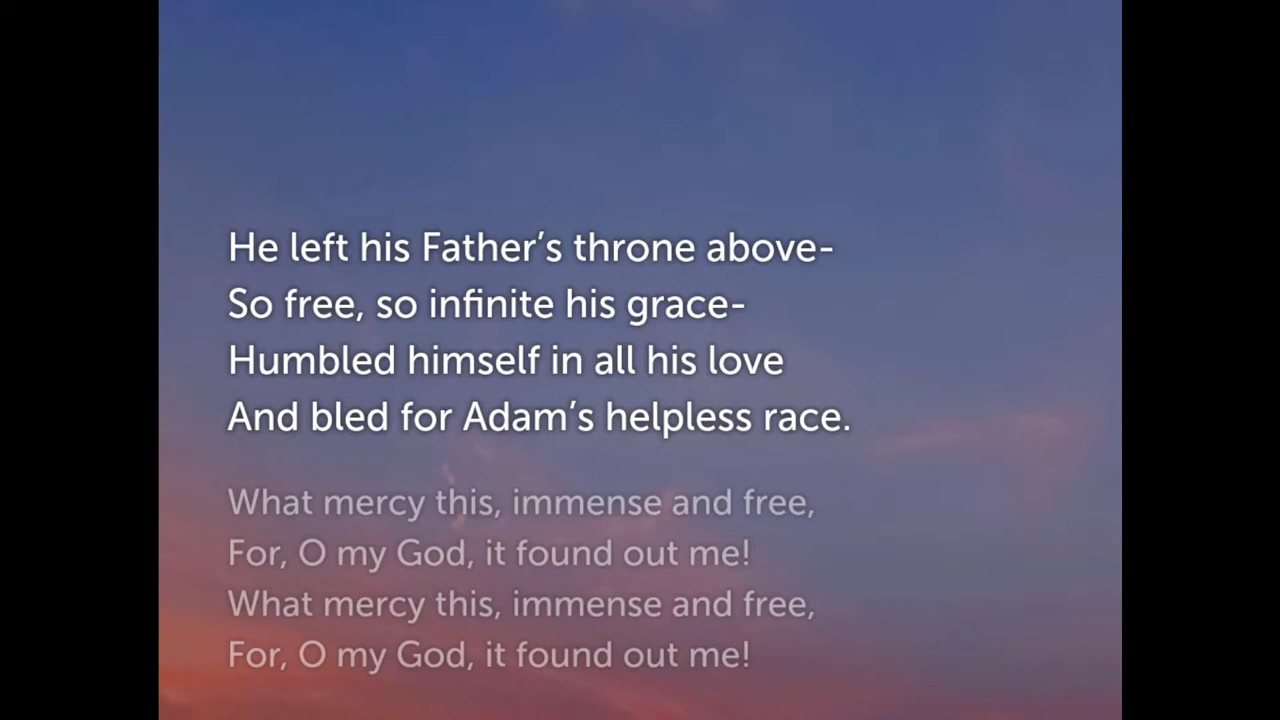 He left his Father’s throne above-
So free, so infinite his grace-
Humbled himself in all his love
And bled for Adam’s helpless race.
What mercy this, immense and free,
For, O my God, it found out me!
What mercy this, immense and free,
For, O my God, it found out me!